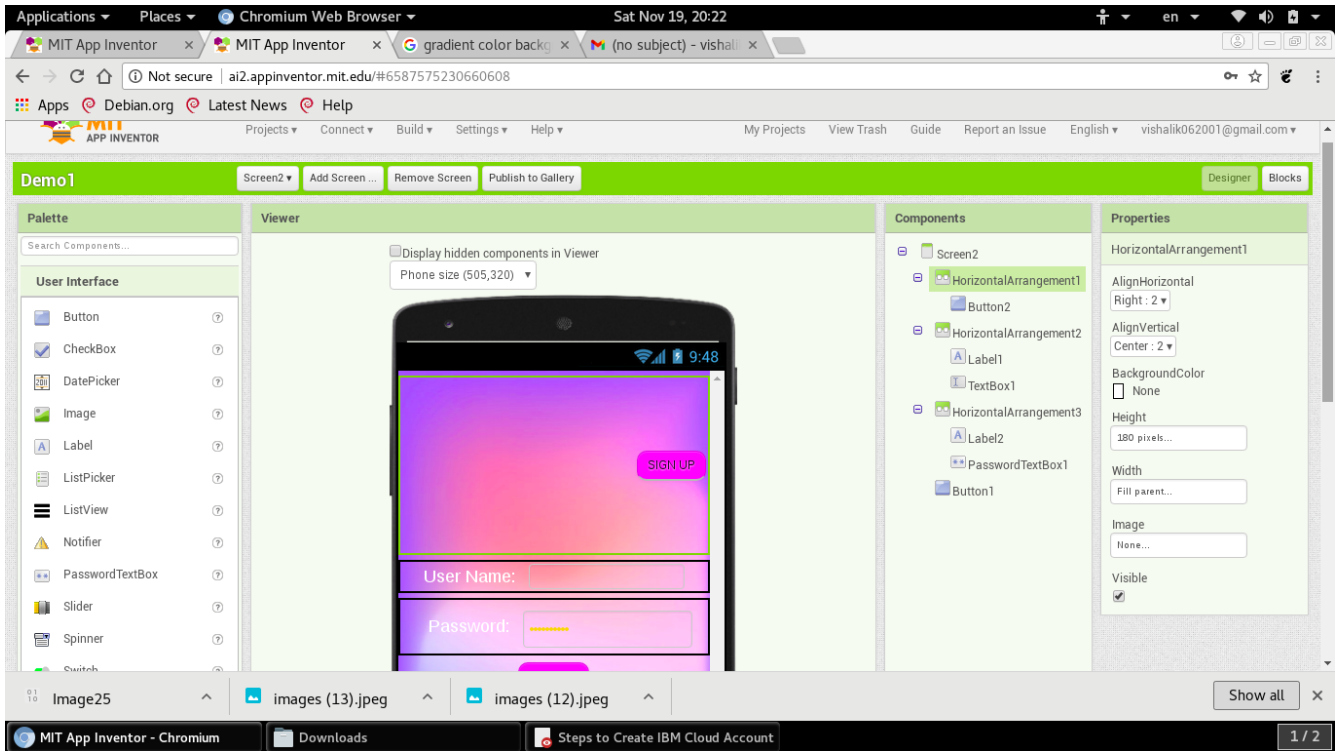 Applications ▾ Places ▾ Chromium Web Browser ▾ Sat Nov 19, 20:22 en ▾
MIT App Inventor × MIT App Inventor × gradient color backg × (no subject) - vishali ×
Not secure | ai2.appinventor.mit.edu/#6587575230660608
Apps Debian.org Latest News Help
MIT
APP INVENTOR
Projects ▾ Connect ▾ Build ▾ Settings ▾ Help ▾ My Projects View Trash Guide Report an Issue English ▾ vishalik062001@gmail.com ▾
Demo1 Screen2 ▾ Add Screen ... Remove Screen Publish to Gallery Designer Blocks
Palette
Search Components...
User Interface
Button ?
CheckBox ?
DatePicker ?
Image ?
Label ?
ListPicker ?
ListView ?
Notifier ?
PasswordTextBox ?
Slider ?
Spinner ?
Switch ?
Viewer
Display hidden components in Viewer
Phone size (505,320) ▾
9:48
SIGN UP
User Name:
Password:
Components
Screen2
HorizontalArrangement1
Button2
HorizontalArrangement2
Label1
TextBox1
HorizontalArrangement3
Label2
PasswordTextBox1
Button1
Properties
HorizontalArrangement1
AlignHorizontal
Right : 2 ▾
AlignVertical
Center : 2 ▾
BackgroundColor
None
Height
180 pixels...
Width
Fill parent...
Image
None...
Visible
Image25 images (13).jpeg images (12).jpeg Show all ×
MIT App Inventor - Chromium Downloads Steps to Create IBM Cloud Account 1 / 2